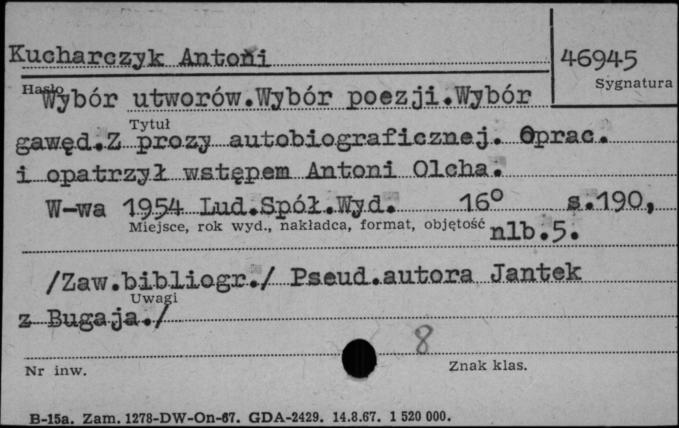 Kucharczyk Antoni
46945
Hasło
Sygnatura
Wybór utworów.Wybór poezji.Wybór
Tytuł
gawęd.Z prozy autobiograficznej. Oprac.
i opatrzył wstępem Antoni Olcha.
W-wa 1954 Lud.Spół.Wyd. 16° s.190,
Miejsce, rok wyd., nakładca, format, objętość
nlb.5.
/Zaw.bibliogr./ Pseud.autora Jantek
Uwagi
z Bugaja./
8
Nr inw.
Znak klas.
B-15a. Zam. 1278-DW-On-67. GDA-2429. 14.8.67. 1 520 000.